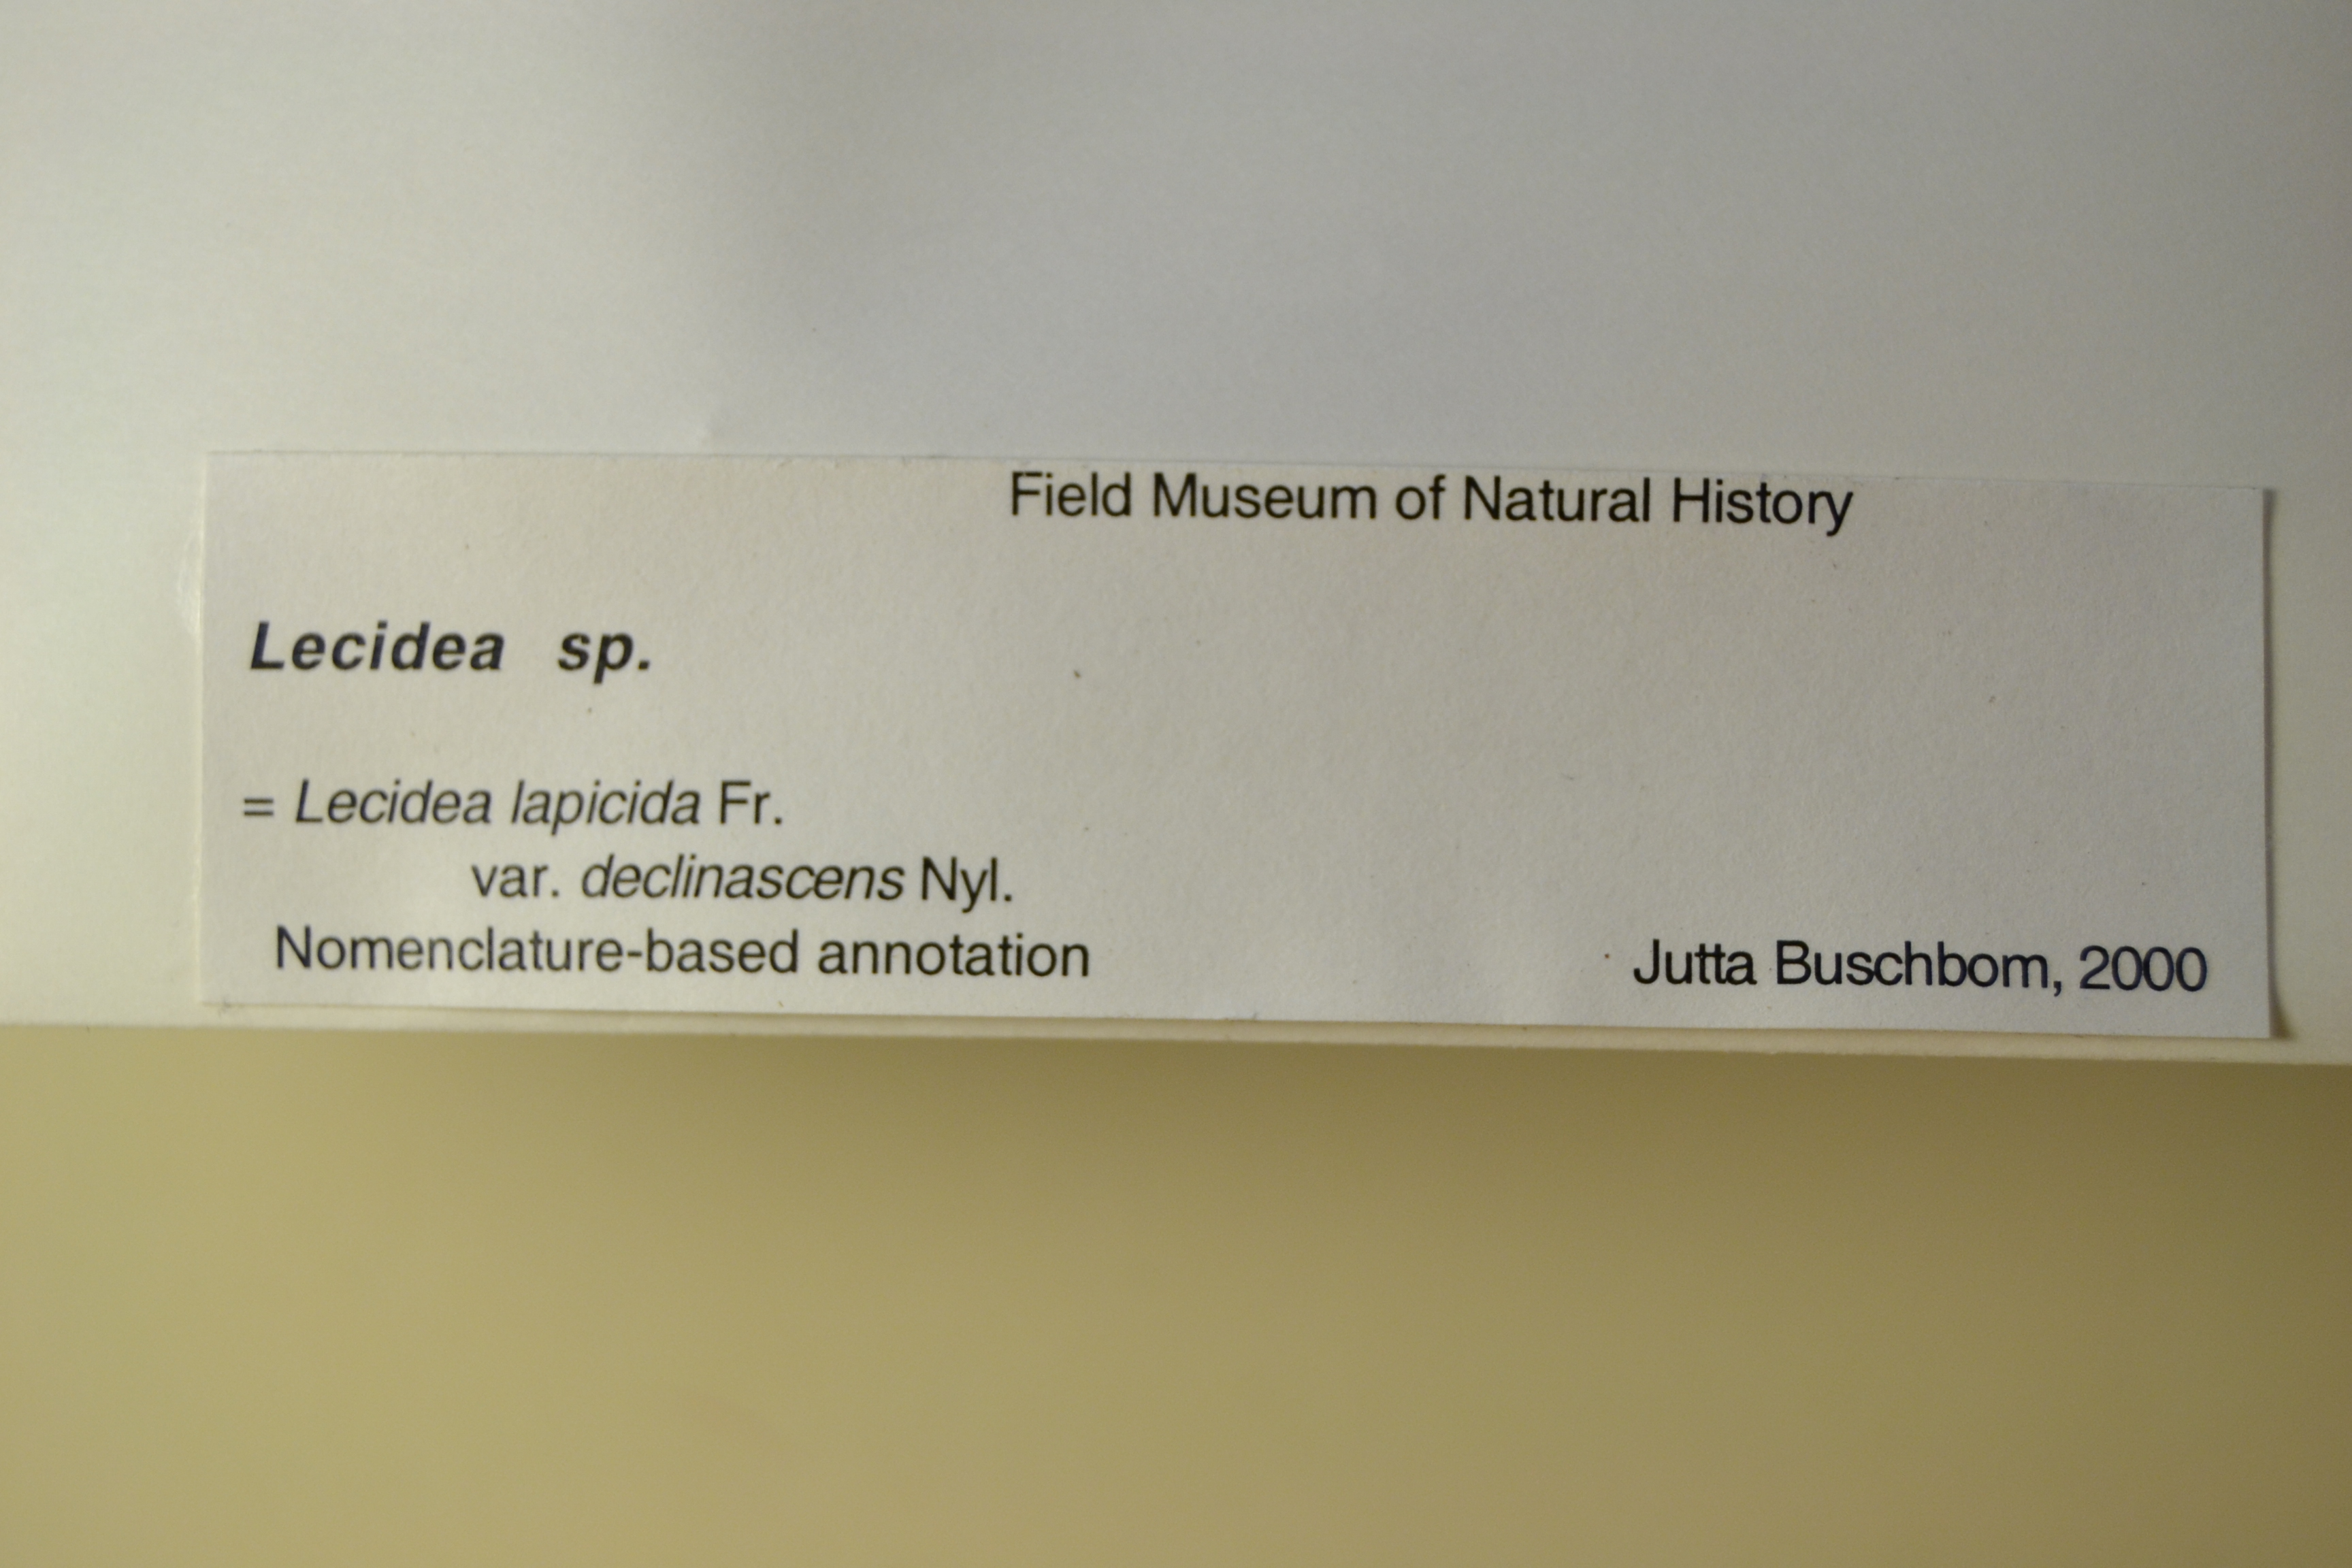 Field Museum of Natural History
Lecidea sp.
= Lecidea lapicida Fr.
var. declinascens Nyl.
Nomenclature-based annotation
Jutta Buschbom, 2000